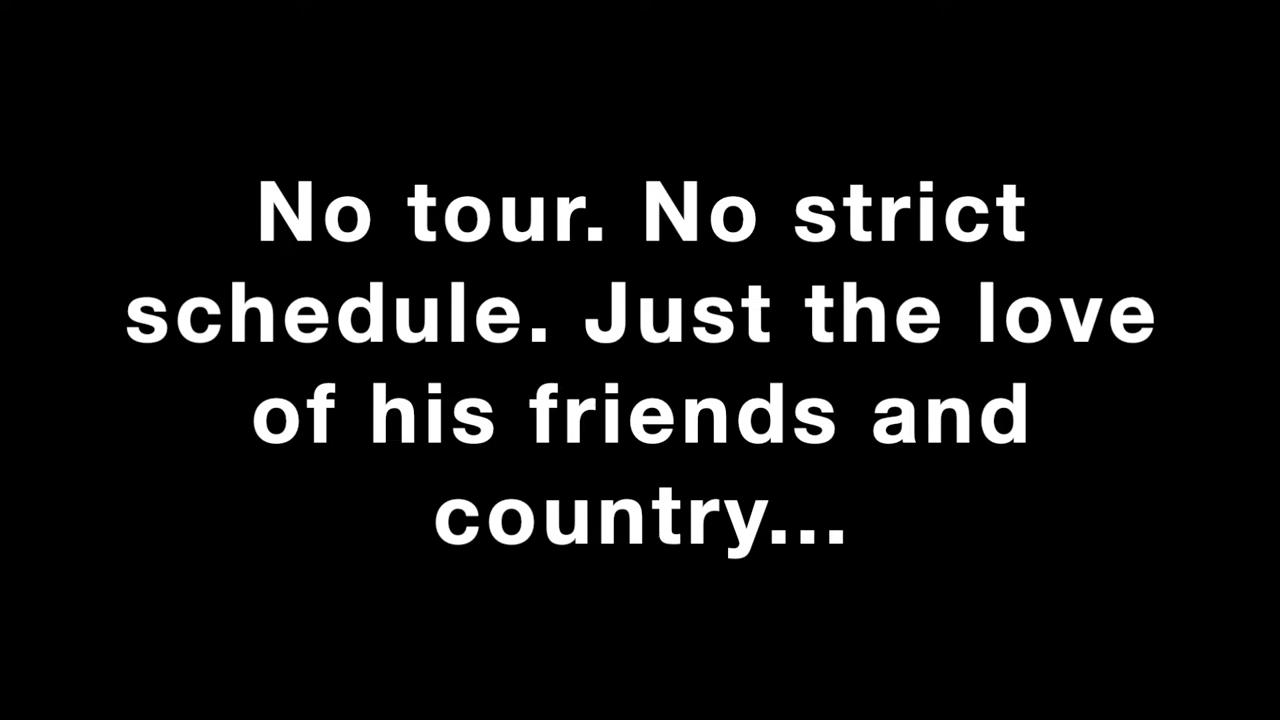 No tour. No strict
schedule. Just the love
of his friends and
country...